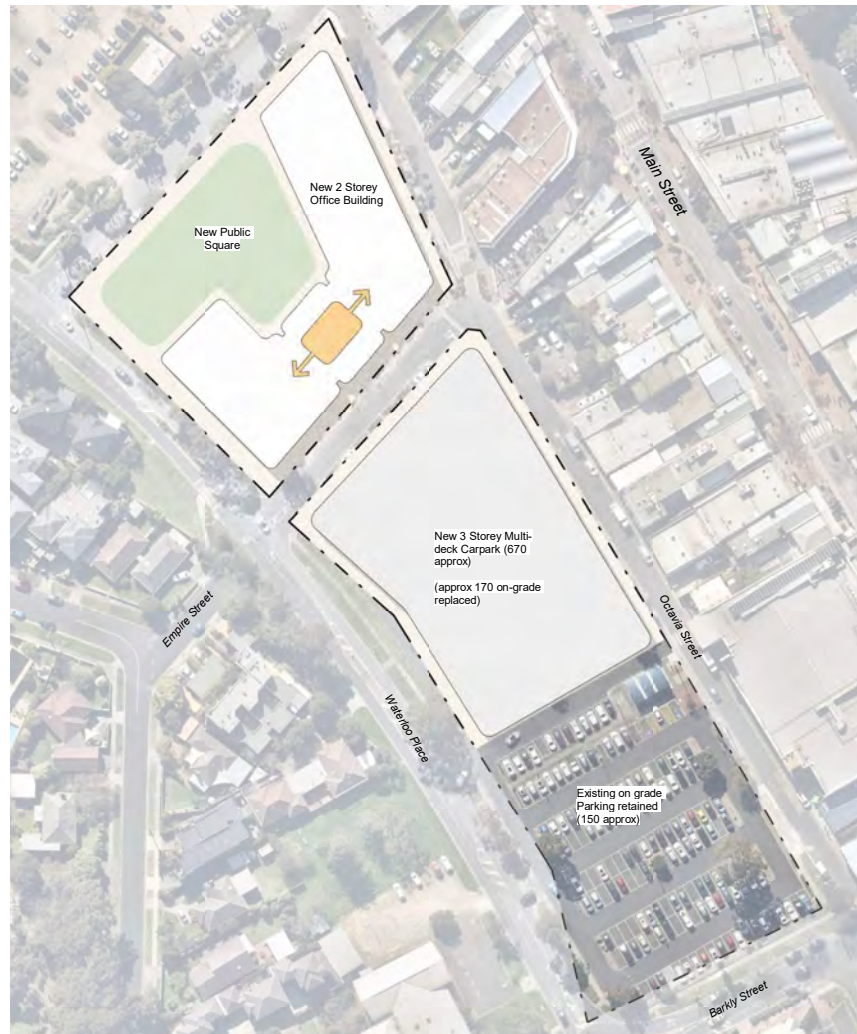 New 2 Storey
Office Building
New Public
Square
Main Street
New 3 Storey Multi-
deck Carpark (670
approx)
(approx 170 on-grade
replaced)
Octavia Street
Empire Street
Waterloo Place
Existing on grade
Parking retained
(150 approx)
Barkly Street